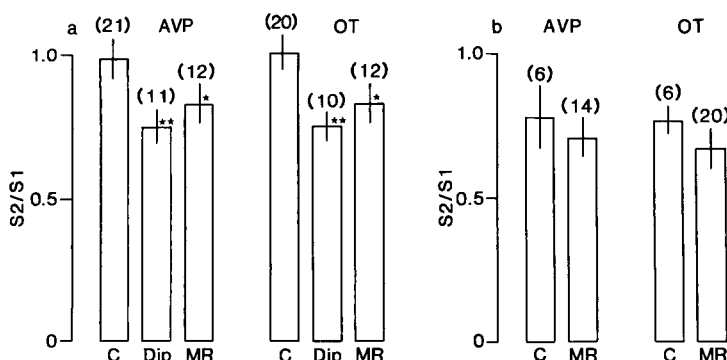 a (21) AVP (20) OT
(11) (12) (10) (12)
** * ** *
1.0
0.5
0
S2/S1
C Dip MR C Dip MR
b AVP OT
(6) (14) (6) (20)
1.0
0.5
0
S2/S1
C MR C MR